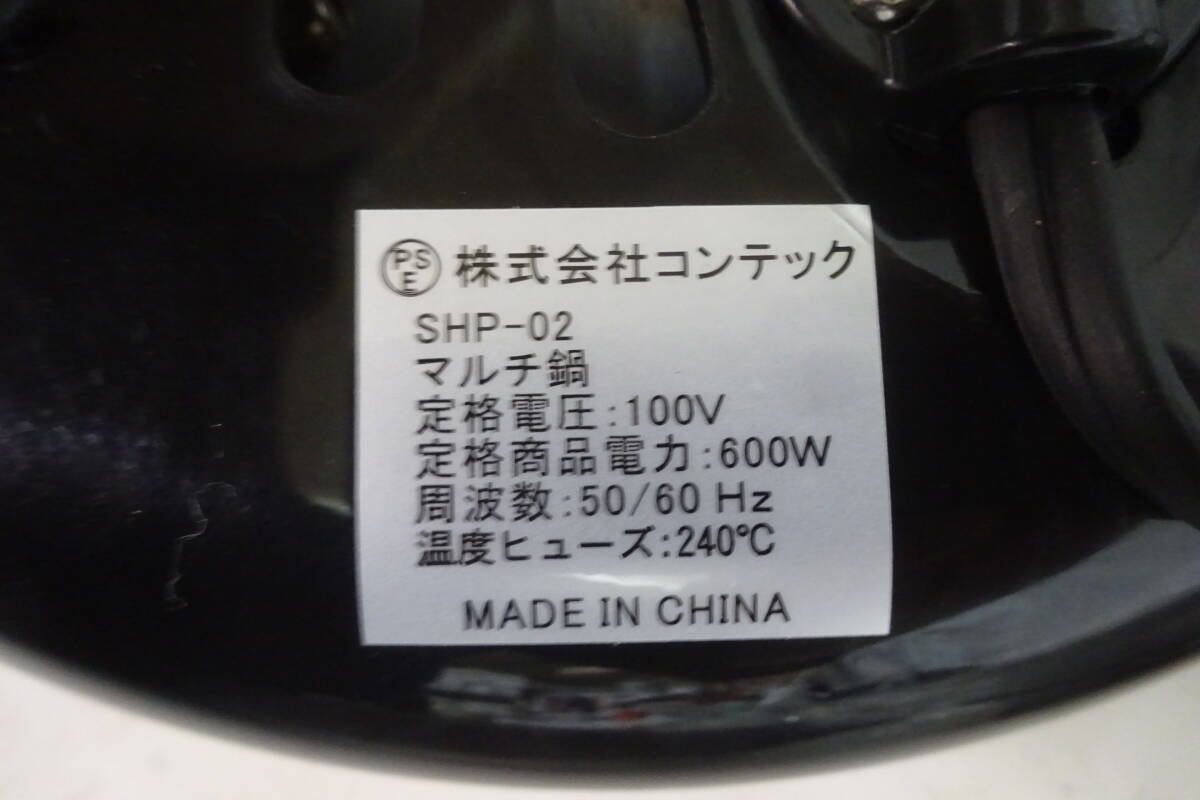 PSE 株式会社コンテック
SHP-02
マルチ鍋
定格電圧:100V
定格商品電力:600W
周波数:50/60 Hz
温度ヒューズ:240℃
MADE IN CHINA